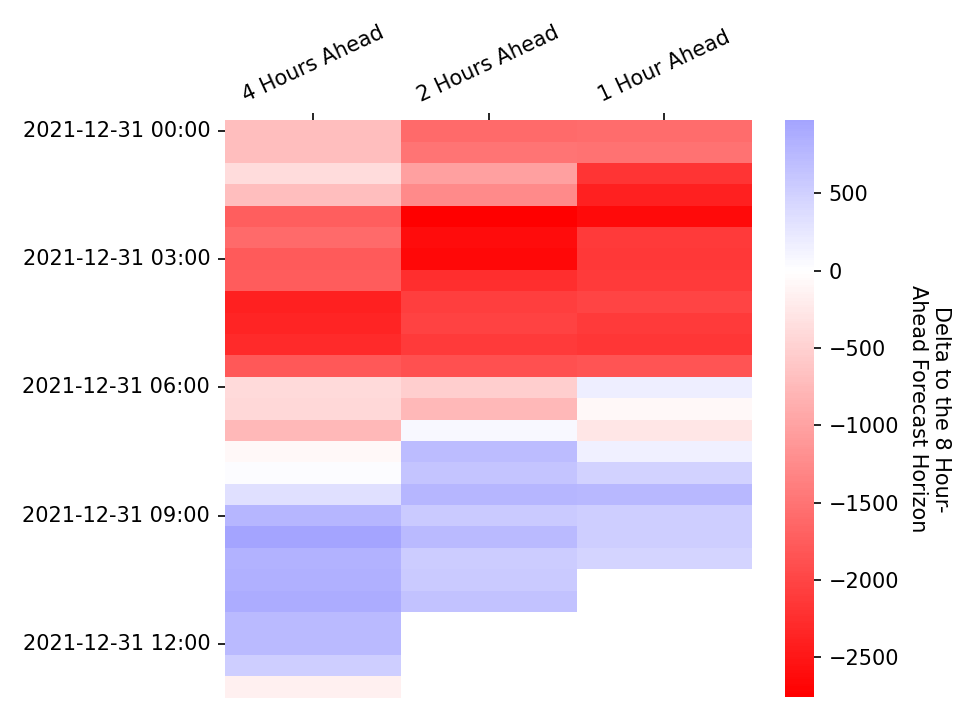 4 Hours Ahead
2 Hours Ahead
1 Hour Ahead
2021-12-31 00:00
2021-12-31 03:00
2021-12-31 06:00
2021-12-31 09:00
2021-12-31 12:00
500
0
−500
−1000
−1500
−2000
−2500
Delta to the 8 Hour-
Ahead Forecast Horizon